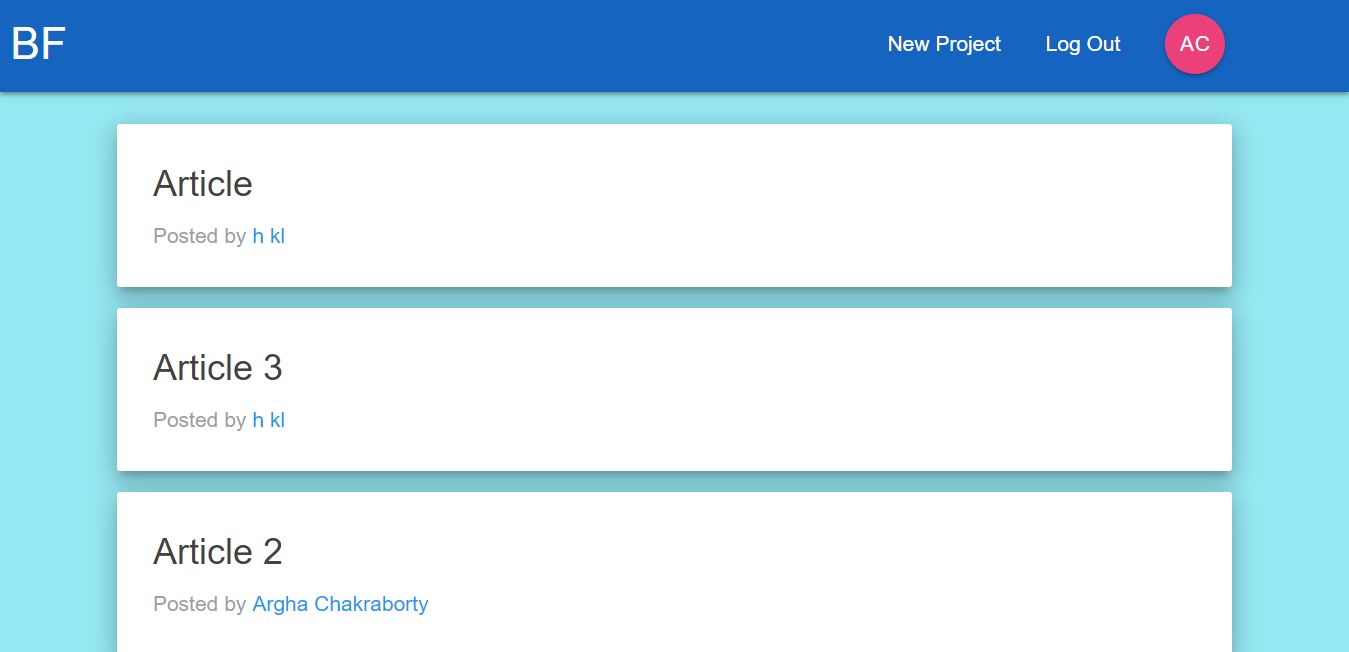 BF
New Project
Log Out
AC
Article
Posted by h kl
Article 3
Posted by h kl
Article 2
Posted by Argha Chakraborty